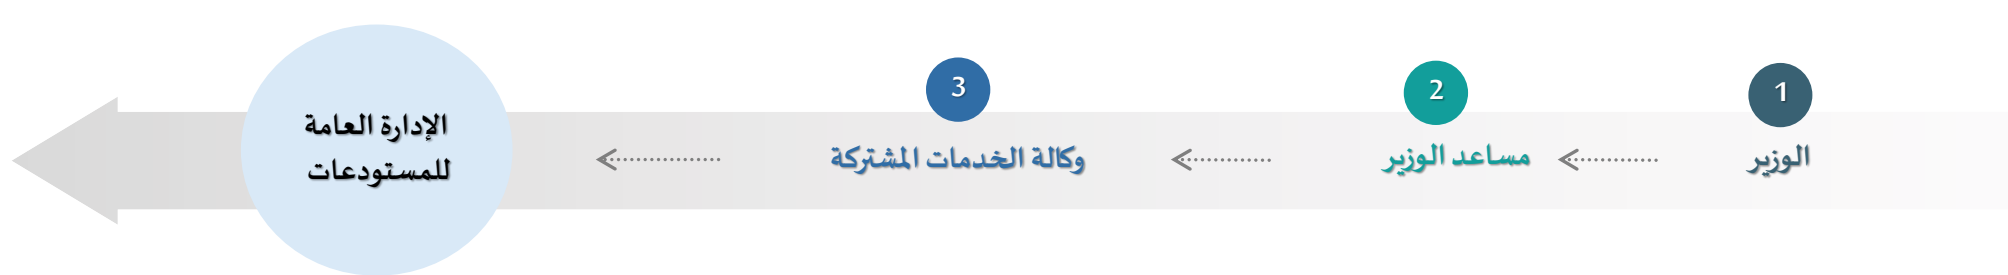 1
الوزير
2
مساعد الوزير
3
وكالة الخدمات المشتركة
الإدارة العامة
للمستودعات